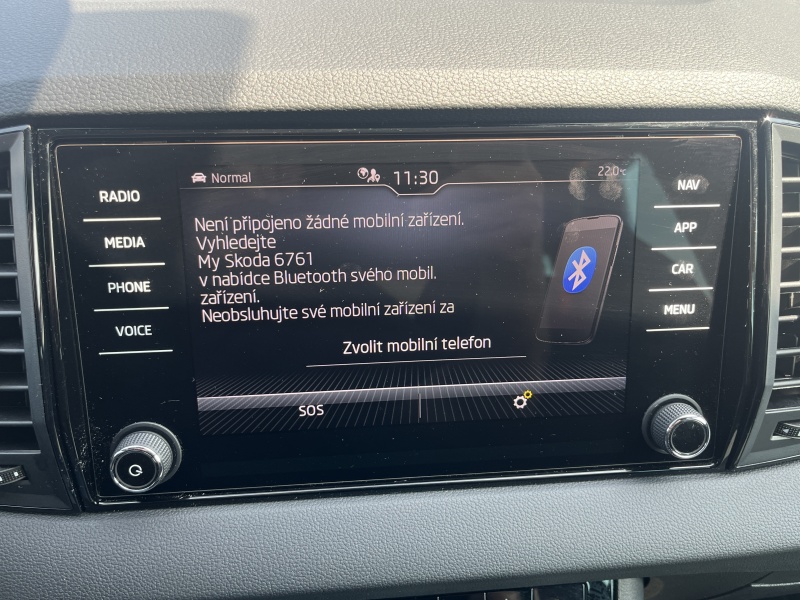 Normal
11:30
22.0°C
RADIO
MEDIA
PHONE
VOICE
Není připojeno žádné mobilní zařízení.
Vyhledejte
My Skoda 6761
v nabídce Bluetooth svého mobil.
zařízení.
Neobsluhujte své mobilní zařízení za
Zvolit mobilní telefon
SOS
NAV
APP
CAR
MENU